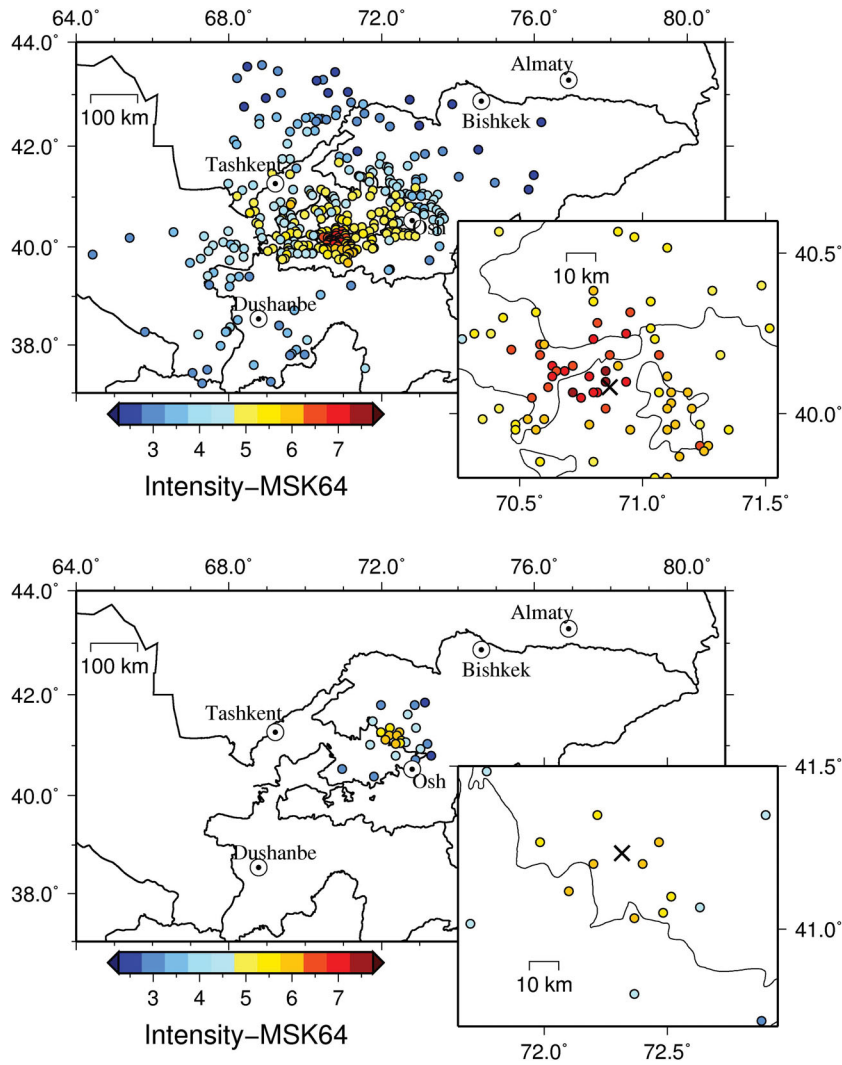 64.0° 68.0° 72.0° 76.0° 80.0°
44.0°
Almaty
100 km
Bishkek
42.0°
Tashkent
Osh
40.0°
40.5°
10 km
Dushanbe
38.0°
40.0°
3 4 5 6 7
Intensity-MSK64
70.5° 71.0° 71.5°
64.0° 68.0° 72.0° 76.0° 80.0°
44.0°
Almaty
100 km
Bishkek
42.0°
Tashkent
41.5°
Osh
40.0°
Dushanbe
38.0°
41.0°
10 km
3 4 5 6 7
Intensity-MSK64
72.0° 72.5°